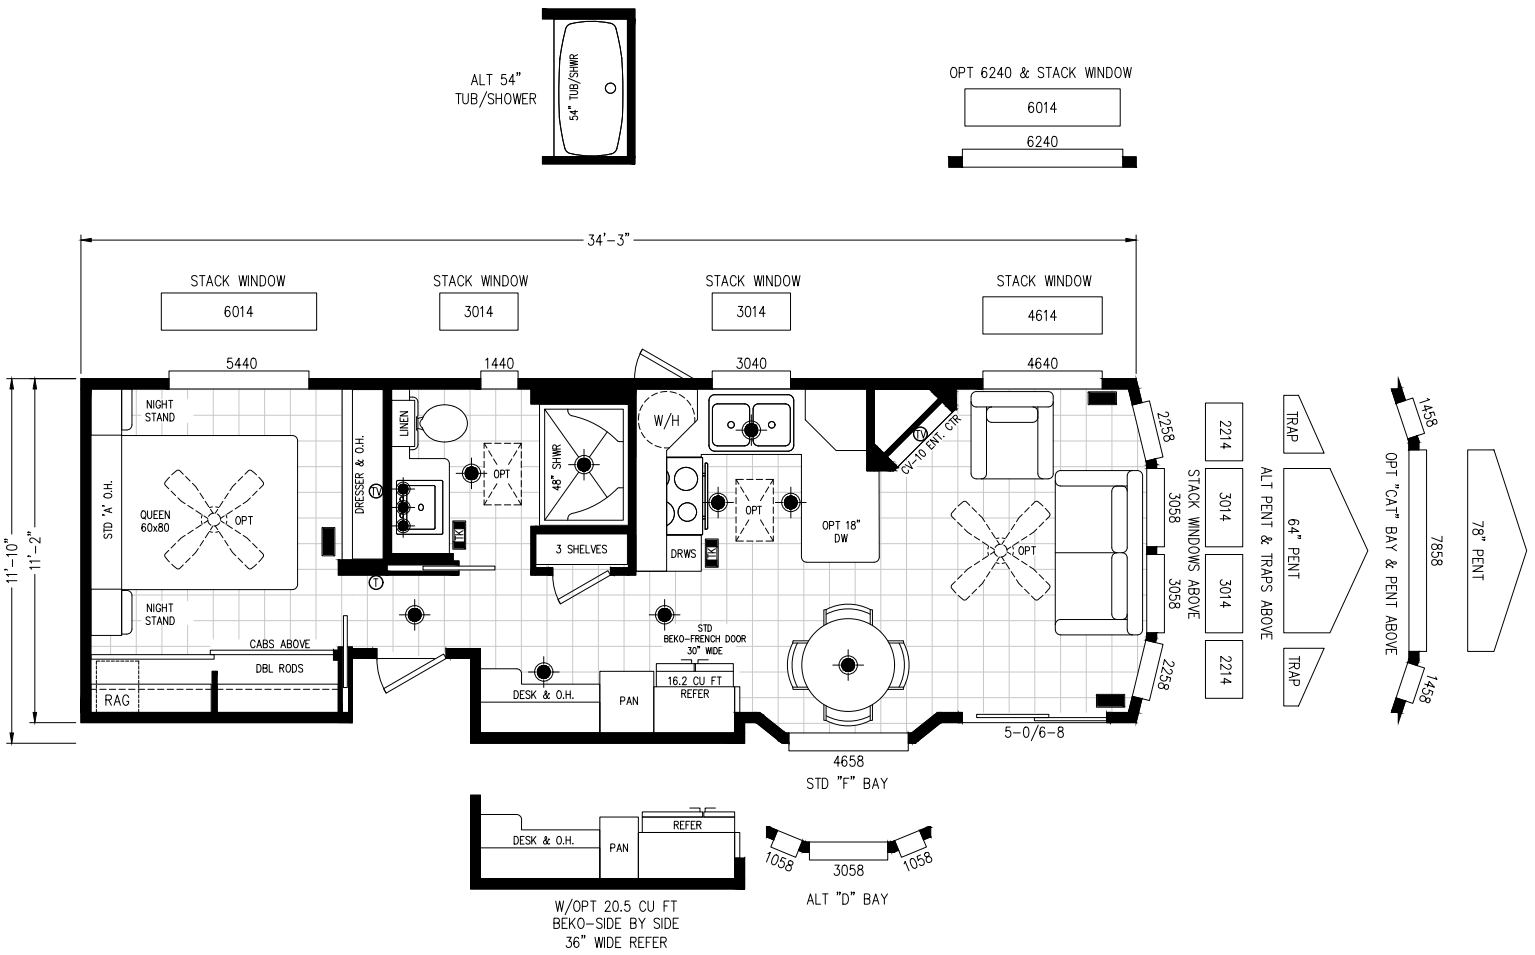 ALT 54"
TUB/SHOWER
54" TUB/SHWR
OPT 6240 & STACK WINDOW
6014
6240
34'-3"
STACK WINDOW
6014
STACK WINDOW
3014
STACK WINDOW
3014
STACK WINDOW
4614
5440
1440
3040
4640
11'-10"
11'-2"
NIGHT
STAND
STD 'A' O.H.
QUEEN
60x80
OPT
NIGHT
STAND
DRESSER & O.H.
TV
T
CABS ABOVE
DBL RODS
RAG
LINEN
OPT
TK
48" SHWR
3 SHELVES
W/H
DRWS
TK
OPT
OPT 18"
DW
TV
CV-10 ENT. CTR
OPT
STD
BEKO-FRENCH DOOR
30" WIDE
16.2 CU FT
REFER
DESK & O.H.
PAN
4658
STD "F" BAY
5-0/6-8
2258
3058
3058
2258
STACK WINDOWS ABOVE
2214
3014
3014
2214
ALT PENT & TRAPS ABOVE
TRAP
64" PENT
TRAP
OPT "CAT" BAY & PENT ABOVE
1458
7858
1458
78" PENT
DESK & O.H.
PAN
REFER
W/OPT 20.5 CU FT
BEKO-SIDE BY SIDE
36" WIDE REFER
1058
3058
1058
ALT "D" BAY